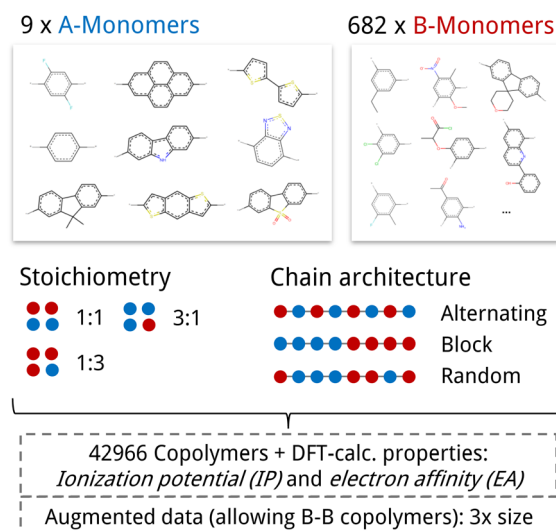 9 x A-Monomers
682 x B-Monomers
Stoichiometry
1:1
3:1
1:3
Chain architecture
Alternating
Block
Random
...
42966 Copolymers + DFT-calc. properties:
Ionization potential (IP) and electron affinity (EA)
Augmented data (allowing B-B copolymers): 3x size